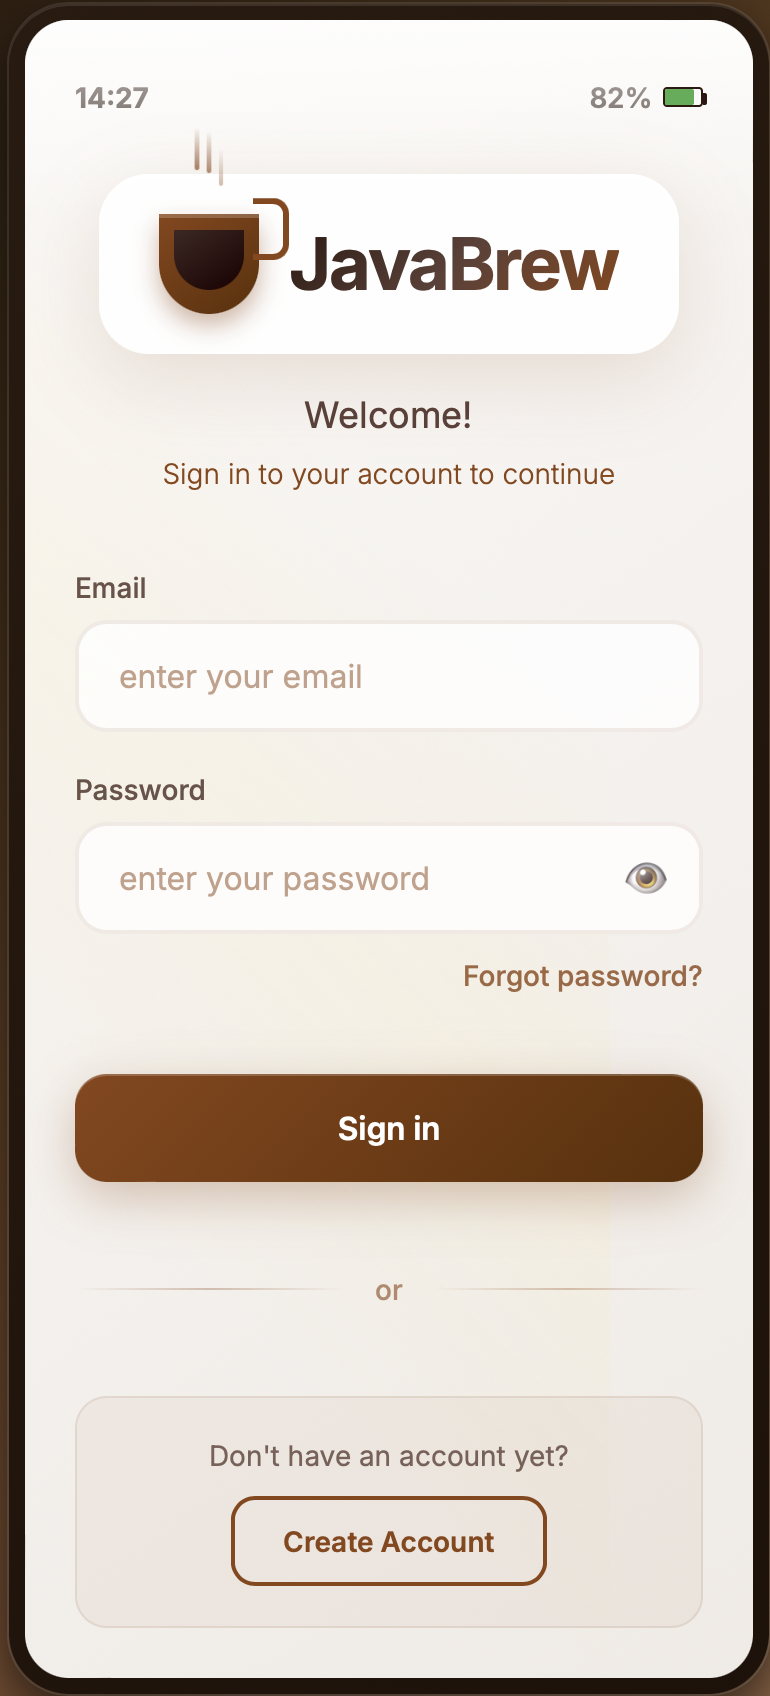 14:27 82%
JavaBrew
Welcome!
Sign in to your account to continue
Email
enter your email
Password
enter your password
Forgot password?
Sign in
or
Don't have an account yet?
Create Account